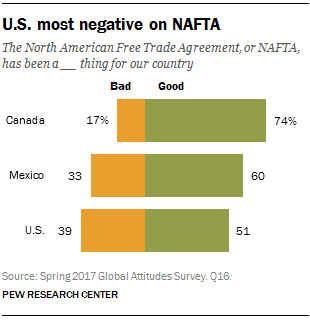 U.S. most negative on NAFTA
The North American Free Trade Agreement, or NAFTA,
has been a __ thing for our country
Bad Good
Canada 17% 74%
Mexico 33 60
U.S. 39 51
Source: Spring 2017 Global Attitudes Survey. Q16.
PEW RESEARCH CENTER